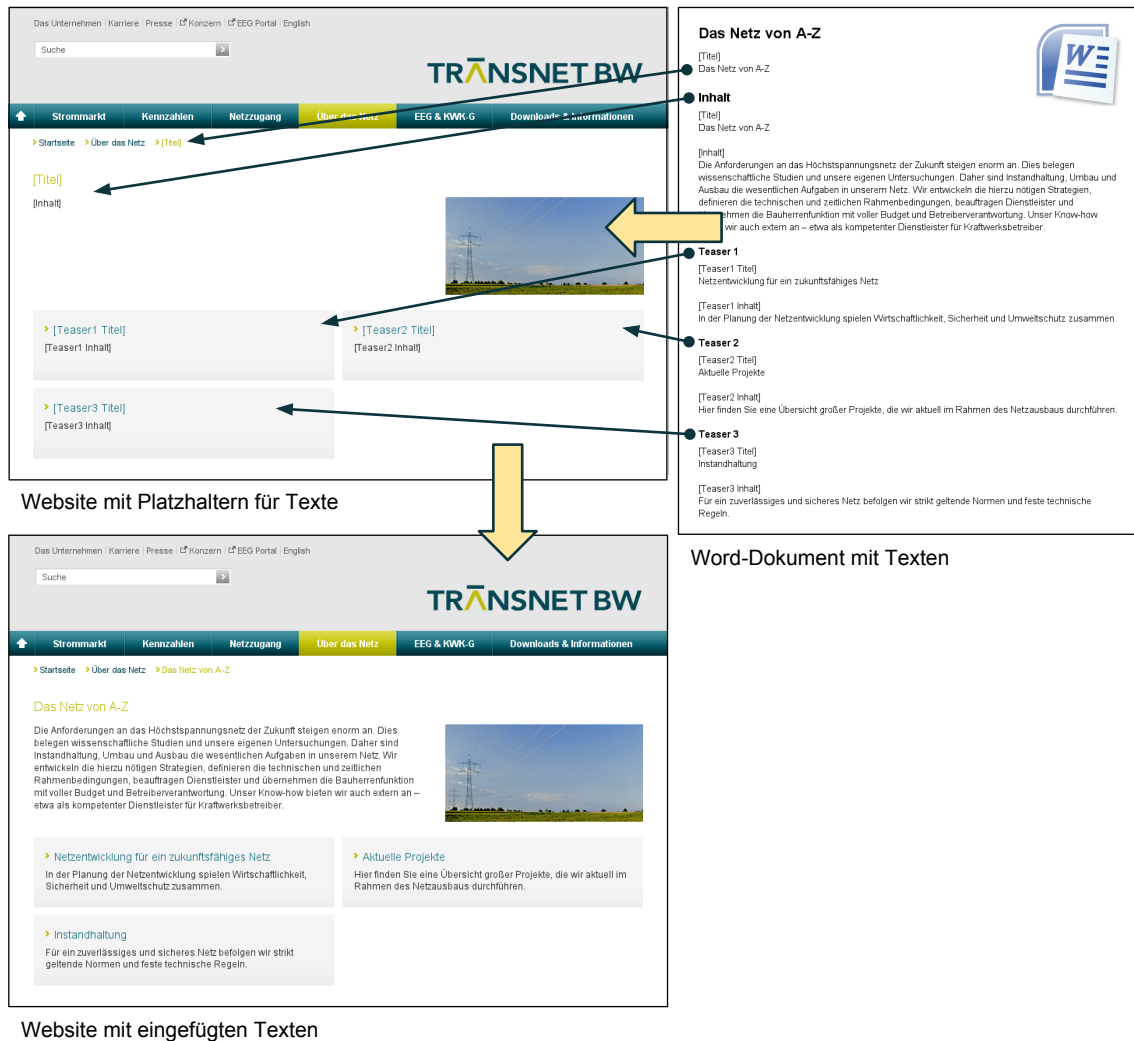 Das Unternehmen | Karriere | Presse | Konzern | EEG Portal | English
Suche
TRANSNET BW
Strommarkt Kennzahlen Netzzugang Über das Netz EEG & KWK-G Downloads & Informationen
Startseite Über das Netz [Titel]
[Titel]
[Inhalt]
[Teaser1 Titel]
[Teaser1 Inhalt]
[Teaser2 Titel]
[Teaser2 Inhalt]
[Teaser3 Titel]
[Teaser3 Inhalt]
Website mit Platzhaltern für Texte
Das Netz von A-Z
W
[Titel]
Das Netz von A-Z
Inhalt
[Titel]
Das Netz von A-Z
[Inhalt]
Die Anforderungen an das Höchstspannungsnetz der Zukunft steigen enorm an. Dies belegen
wissenschaftliche Studien und unsere eigenen Untersuchungen. Daher sind Instandhaltung, Umbau und
Ausbau die wesentlichen Aufgaben in unserem Netz. Wir entwickeln die hierzu nötigen Strategien,
definieren die technischen und zeitlichen Rahmenbedingungen, beauftragen Dienstleister und
übernehmen die Bauherrenfunktion mit voller Budget und Betreiberverantwortung. Unser Know-how
wir auch extern an – etwa als kompetenter Dienstleister für Kraftwerksbetreiber.
Teaser 1
[Teaser1 Titel]
Netzentwicklung für ein zukunftsfähiges Netz
[Teaser1 Inhalt]
In der Planung der Netzentwicklung spielen Wirtschaftlichkeit, Sicherheit und Umweltschutz zusammen.
Teaser 2
[Teaser2 Titel]
Aktuelle Projekte
[Teaser2 Inhalt]
Hier finden Sie eine Übersicht großer Projekte, die wir aktuell im Rahmen des Netzausbaus durchführen.
Teaser 3
[Teaser3 Titel]
Instandhaltung
[Teaser3 Inhalt]
Für ein zuverlässiges und sicheres Netz befolgen wir strikt geltende Normen und feste technische
Regeln.
Word-Dokument mit Texten
Das Unternehmen | Karriere | Presse | Konzern | EEG Portal | English
Suche
TRANSNET BW
Strommarkt Kennzahlen Netzzugang Über das Netz EEG & KWK-G Downloads & Informationen
Startseite Über das Netz Das Netz von A-Z
Das Netz von A-Z
Die Anforderungen an das Höchstspannungsnetz der Zukunft steigen enorm an. Dies
belegen wissenschaftliche Studien und unsere eigenen Untersuchungen. Daher sind
Instandhaltung, Umbau und Ausbau die wesentlichen Aufgaben in unserem Netz. Wir
entwickeln die hierzu nötigen Strategien, definieren die technischen und zeitlichen
Rahmenbedingungen, beauftragen Dienstleister und übernehmen die Bauherrenfunktion
mit voller Budget und Betreiberverantwortung. Unser Know-how bieten wir auch extern an –
etwa als kompetenter Dienstleister für Kraftwerksbetreiber.
Netzentwicklung für ein zukunftsfähiges Netz
In der Planung der Netzentwicklung spielen Wirtschaftlichkeit,
Sicherheit und Umweltschutz zusammen.
Aktuelle Projekte
Hier finden Sie eine Übersicht großer Projekte, die wir aktuell im
Rahmen des Netzausbaus durchführen.
Instandhaltung
Für ein zuverlässiges und sicheres Netz befolgen wir strikt
geltende Normen und feste technische Regeln.
Website mit eingefügten Texten